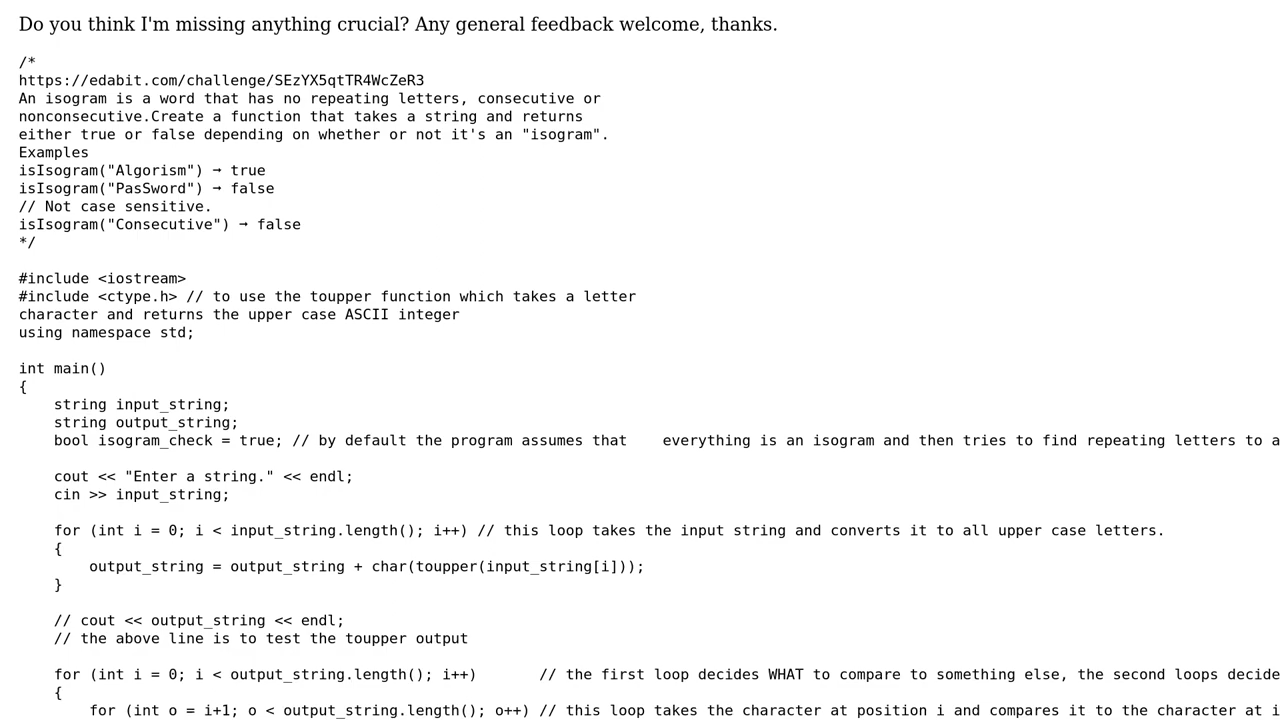 Do you think I'm missing anything crucial? Any general feedback welcome, thanks.
/*
https://edabit.com/challenge/SEzYX5qtTR4WcZeR3
An isogram is a word that has no repeating letters, consecutive or
nonconsecutive.Create a function that takes a string and returns
either true or false depending on whether or not it's an "isogram".
Examples
isIsogram("Algorism") → true
isIsogram("PasSword") → false
// Not case sensitive.
isIsogram("Consecutive") → false
*/
#include <iostream>
#include <ctype.h> // to use the toupper function which takes a letter
character and returns the upper case ASCII integer
using namespace std;
int main()
{
    string input_string;
    string output_string;
    bool isogram_check = true; // by default the program assumes that    everything is an isogram and then tries to find repeating letters to a
    cout << "Enter a string." << endl;
    cin >> input_string;
    for (int i = 0; i < input_string.length(); i++) // this loop takes the input string and converts it to all upper case letters.
    {
        output_string = output_string + char(toupper(input_string[i]));
    }
    // cout << output_string << endl;
    // the above line is to test the toupper output
    for (int i = 0; i < output_string.length(); i++)       // the first loop decides WHAT to compare to something else, the second loops decide
    {
        for (int o = i+1; o < output_string.length(); o++) // this loop takes the character at position i and compares it to the character at i